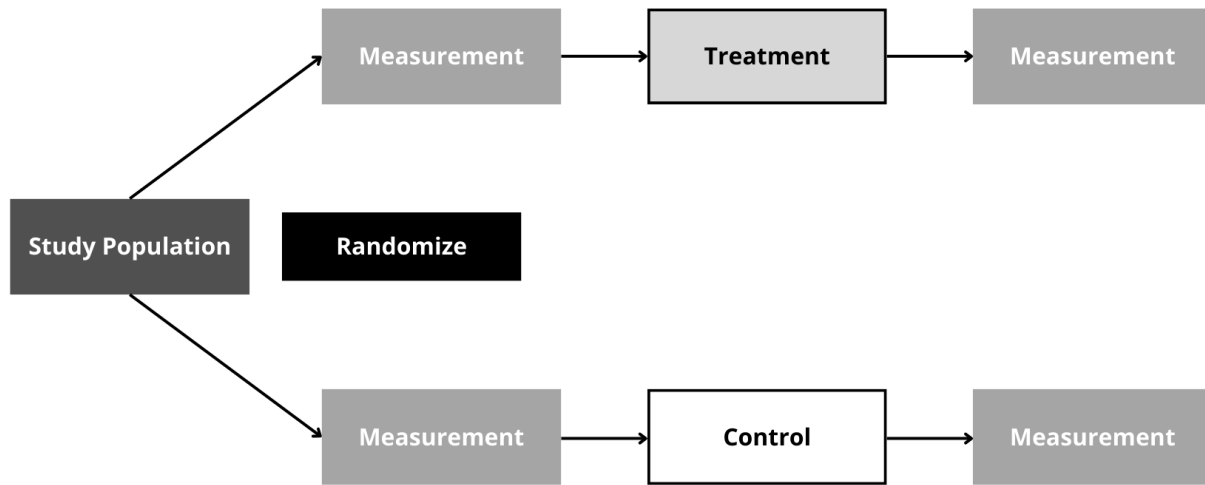 Measurement
Treatment
Measurement
Study Population
Randomize
Measurement
Control
Measurement